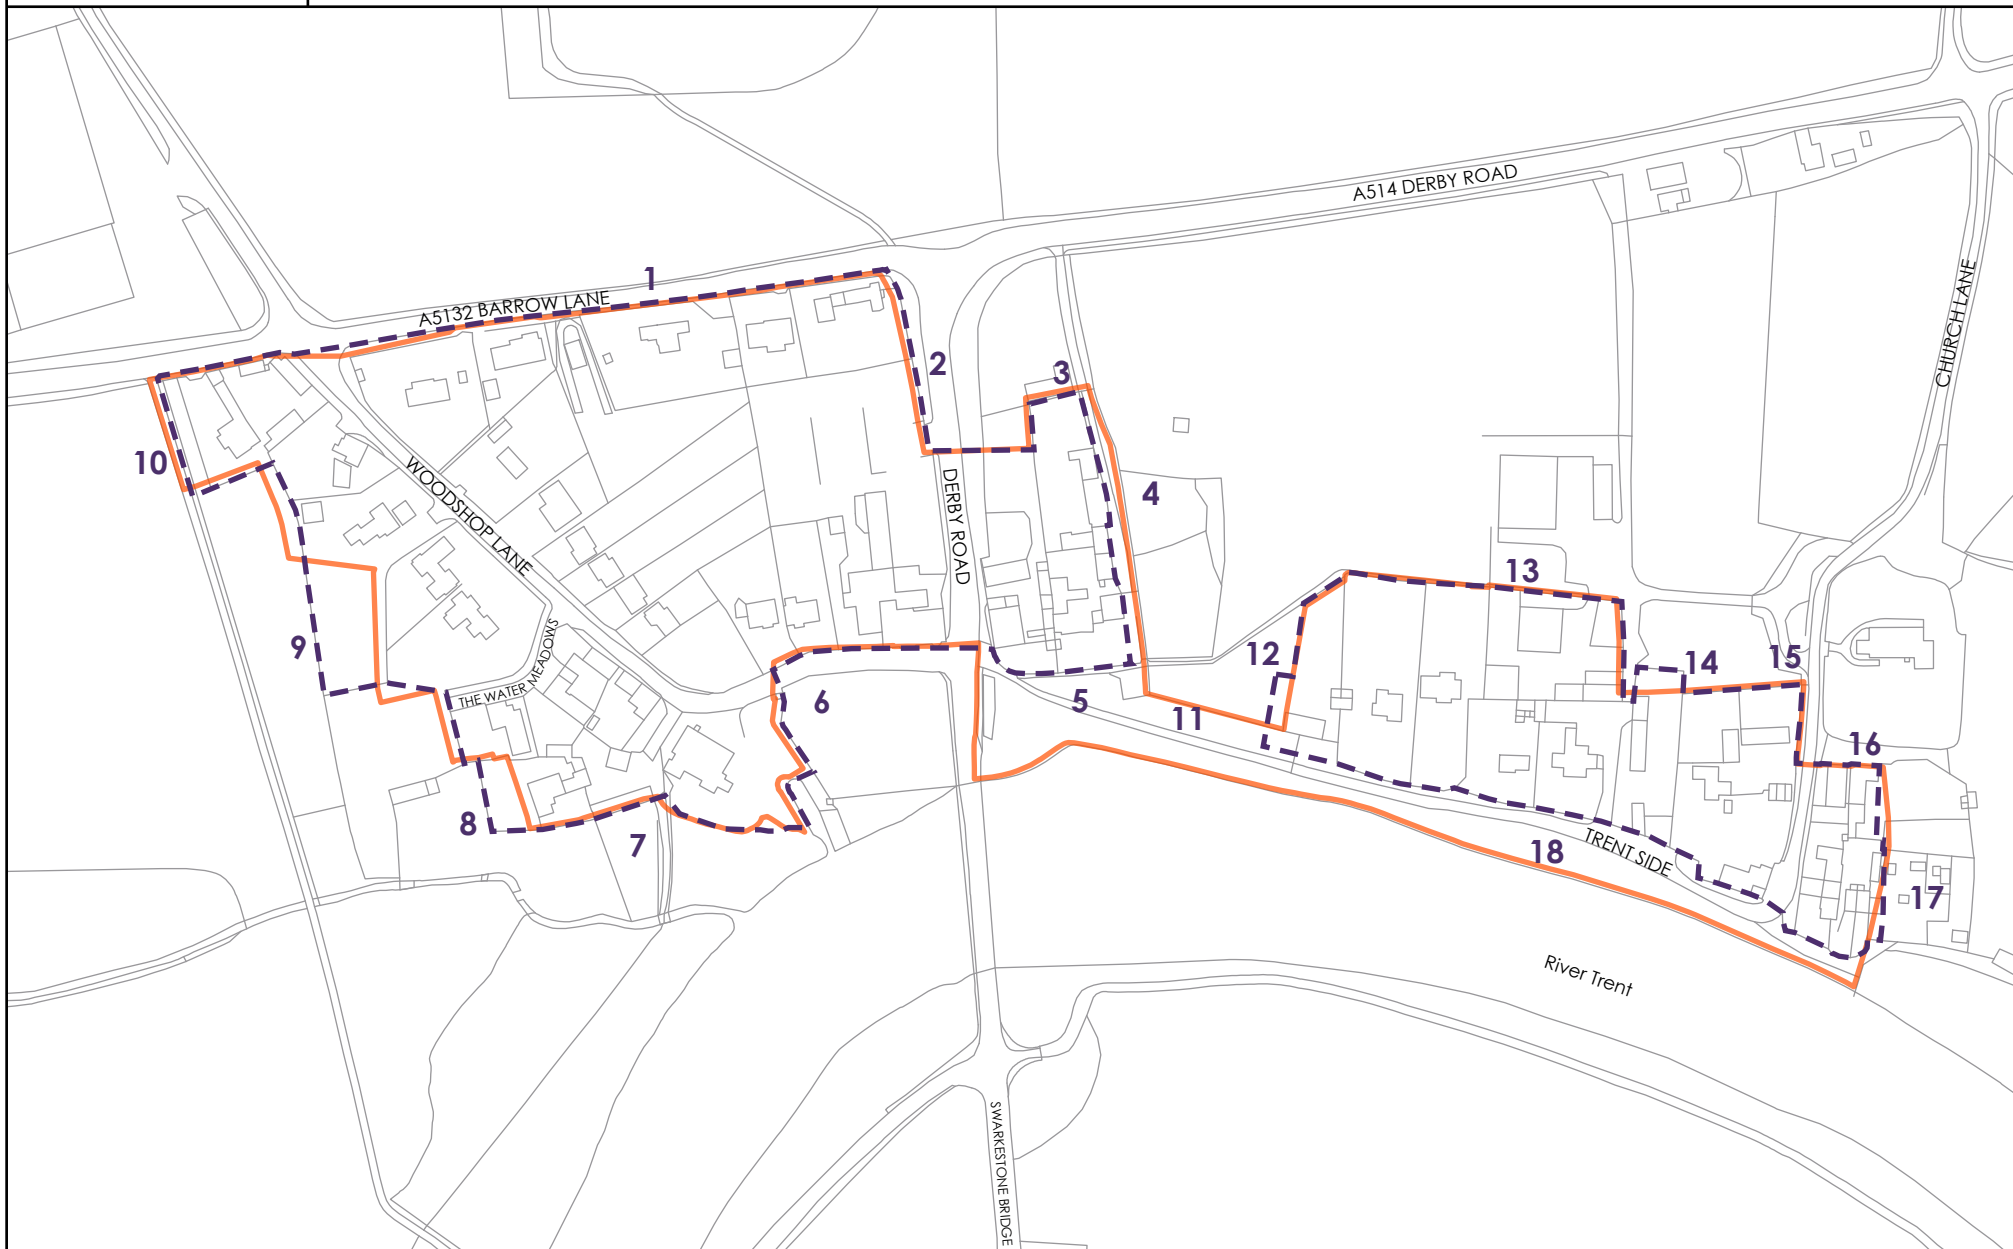 A514 DERBY ROAD
CHURCH LANE
1
A5132 BARROW LANE
2
3
10
WOODSHOP LANE
DERBY ROAD
4
13
9
THE WATER MEADOWS
12
14
15
6
5
11
16
8
7
18
TRENT SIDE
17
River Trent
SWARKESTONE BRIDGE